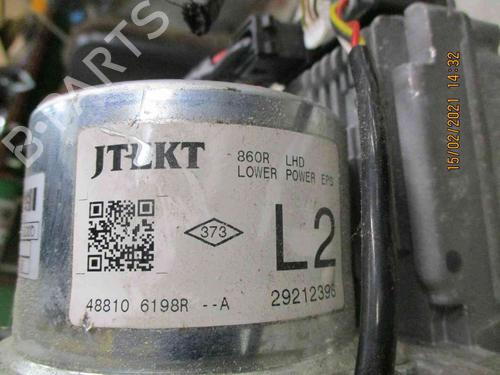 B-PARTS
15/02/2021 14:32
JTEKT
860R LHD
LOWER POWER EPS
373
L2
48810 6198R --A
29212396